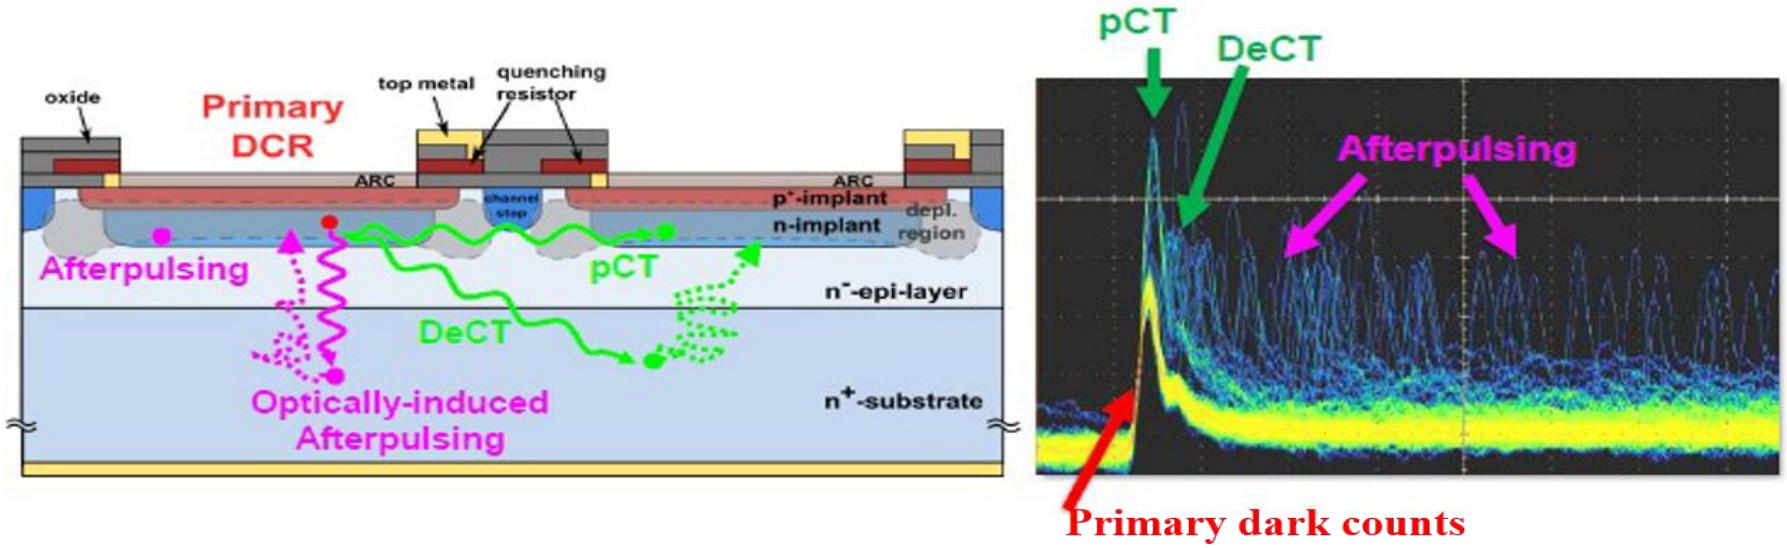 oxide
Primary
DCR
top metal
quenching
resistor
ARC
ARC
channel
stop
p⁺-implant
n-implant
depl.
region
Afterpulsing
pCT
n⁻-epi-layer
DeCT
Optically-induced
Afterpulsing
n⁺-substrate
pCT
DeCT
Afterpulsing
Primary dark counts